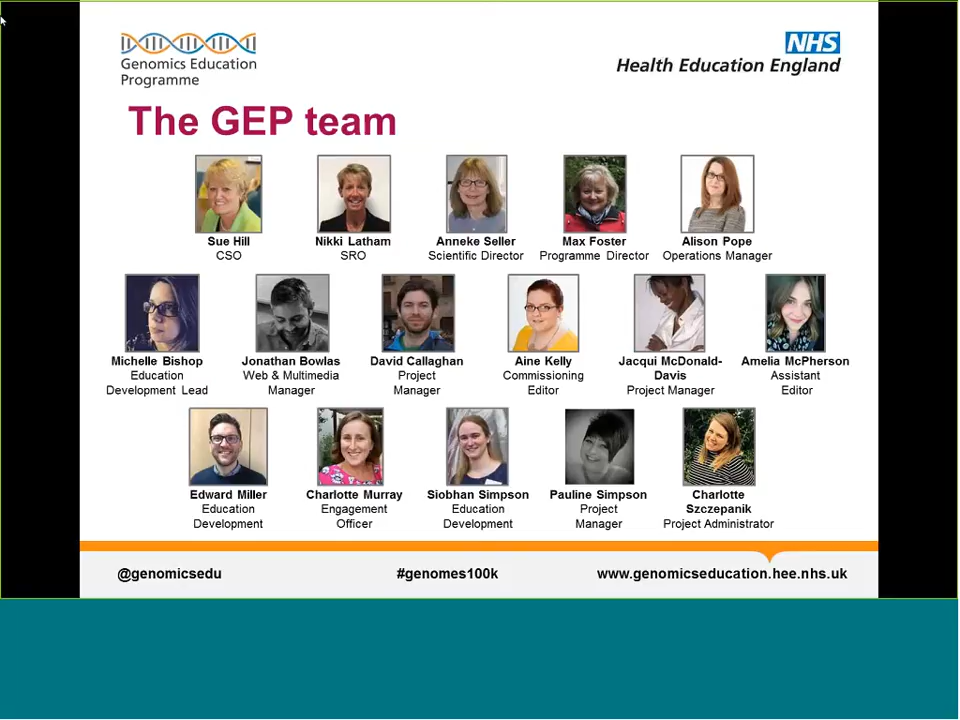 Genomics Education
Programme
NHS
Health Education England
The GEP team
Sue Hill
CSO
Nikki Latham
SRO
Anneke Seller
Scientific Director
Max Foster
Programme Director
Alison Pope
Operations Manager
Michelle Bishop
Education
Development Lead
Jonathan Bowlas
Web & Multimedia
Manager
David Callaghan
Project
Manager
Aine Kelly
Commissioning
Editor
Jacqui McDonald-
Davis
Project Manager
Amelia McPherson
Assistant
Editor
Edward Miller
Education
Development
Charlotte Murray
Engagement
Officer
Siobhan Simpson
Education
Development
Pauline Simpson
Project
Manager
Charlotte
Szczepanik
Project Administrator
@genomicsedu
#genomes100k
www.genomicseducation.hee.nhs.uk